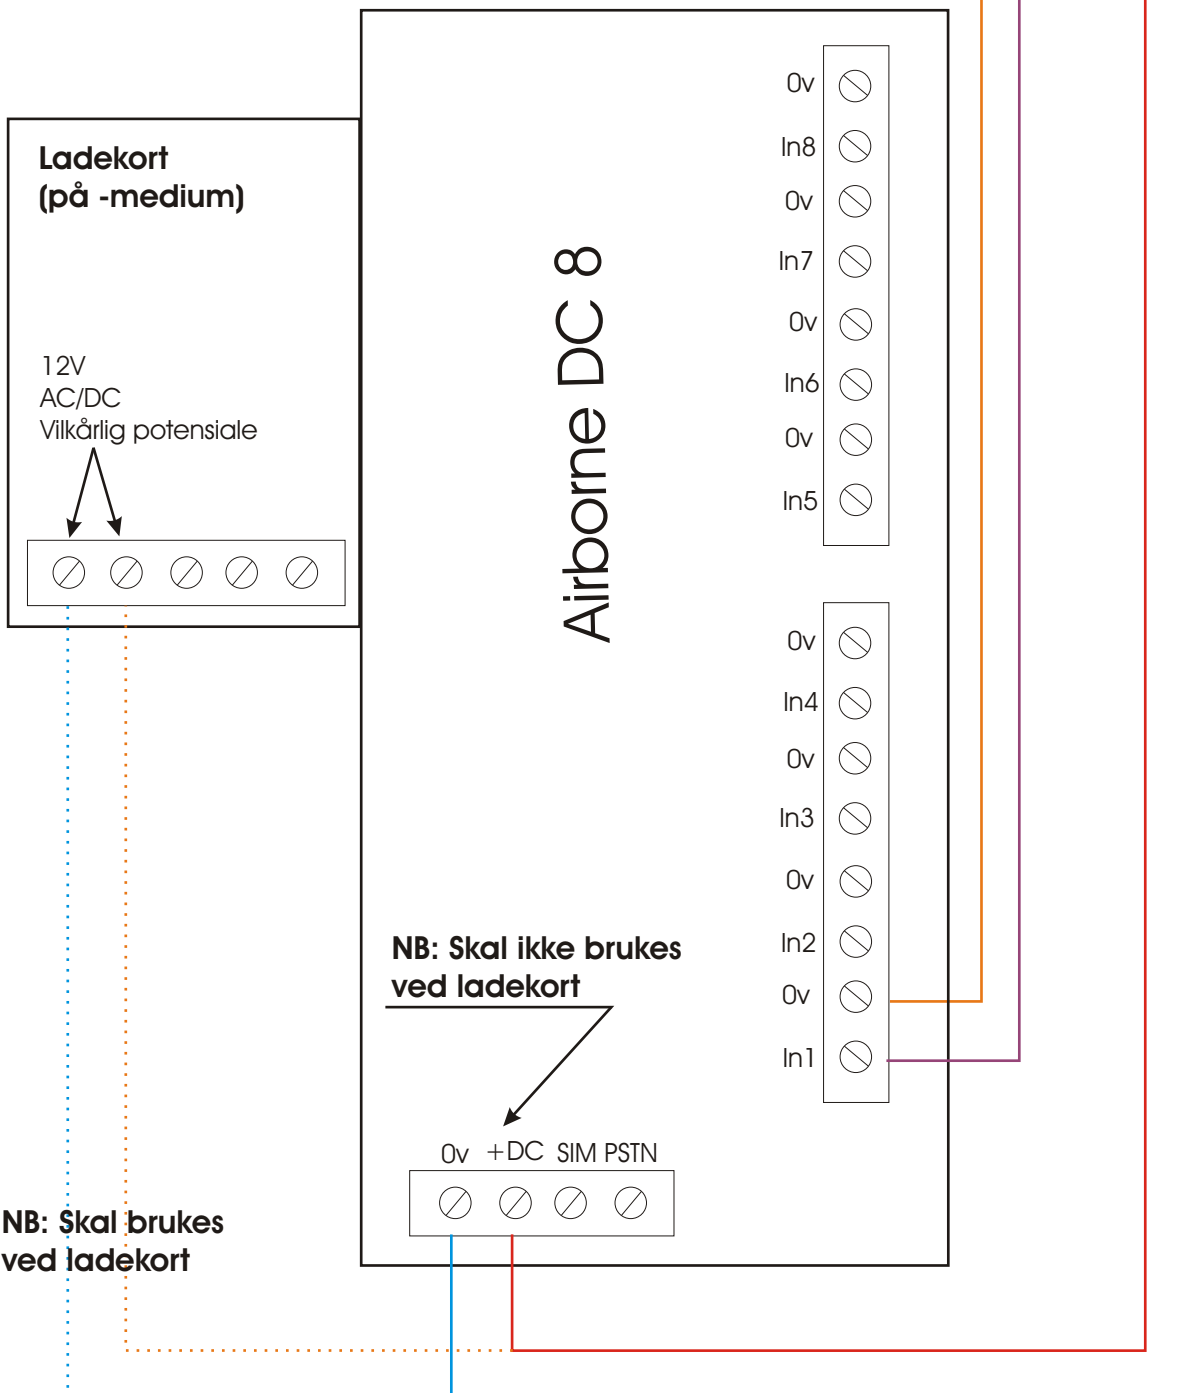 Ladekort
(på -medium)
12V
AC/DC
Vilkårlig potensiale
Airborne DC 8
0v
In8
0v
In7
0v
In6
0v
In5
0v
In4
0v
In3
0v
In2
0v
In1
NB: Skal ikke brukes
ved ladekort
0v +DC SIM PSTN
NB: Skal brukes
ved ladekort